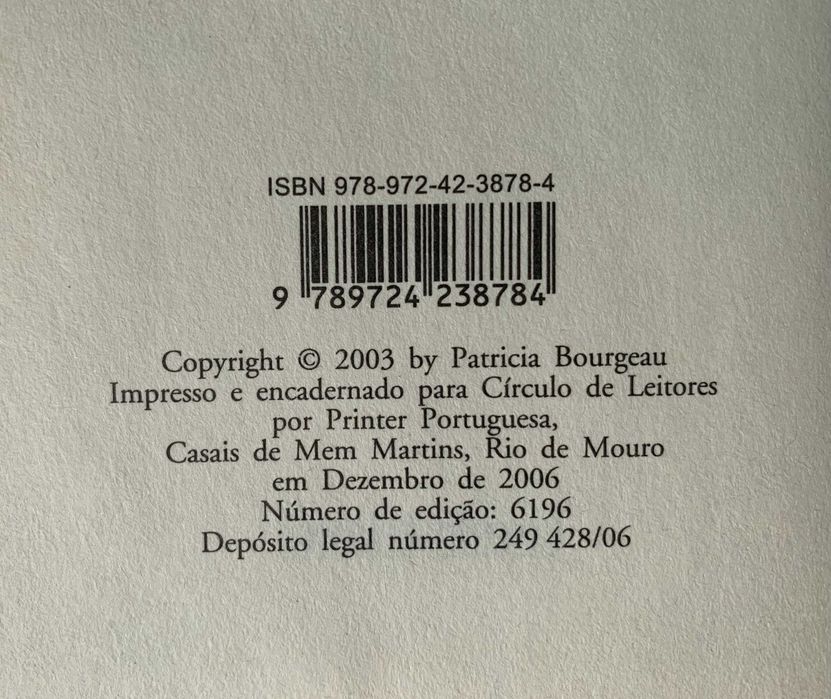 ISBN 978-972-42-3878-4
9 789724 238784
Copyright © 2003 by Patricia Bourgeau
Impresso e encadernado para Círculo de Leitores
por Printer Portuguesa,
Casais de Mem Martins, Rio de Mouro
em Dezembro de 2006
Número de edição: 6196
Depósito legal número 249 428/06